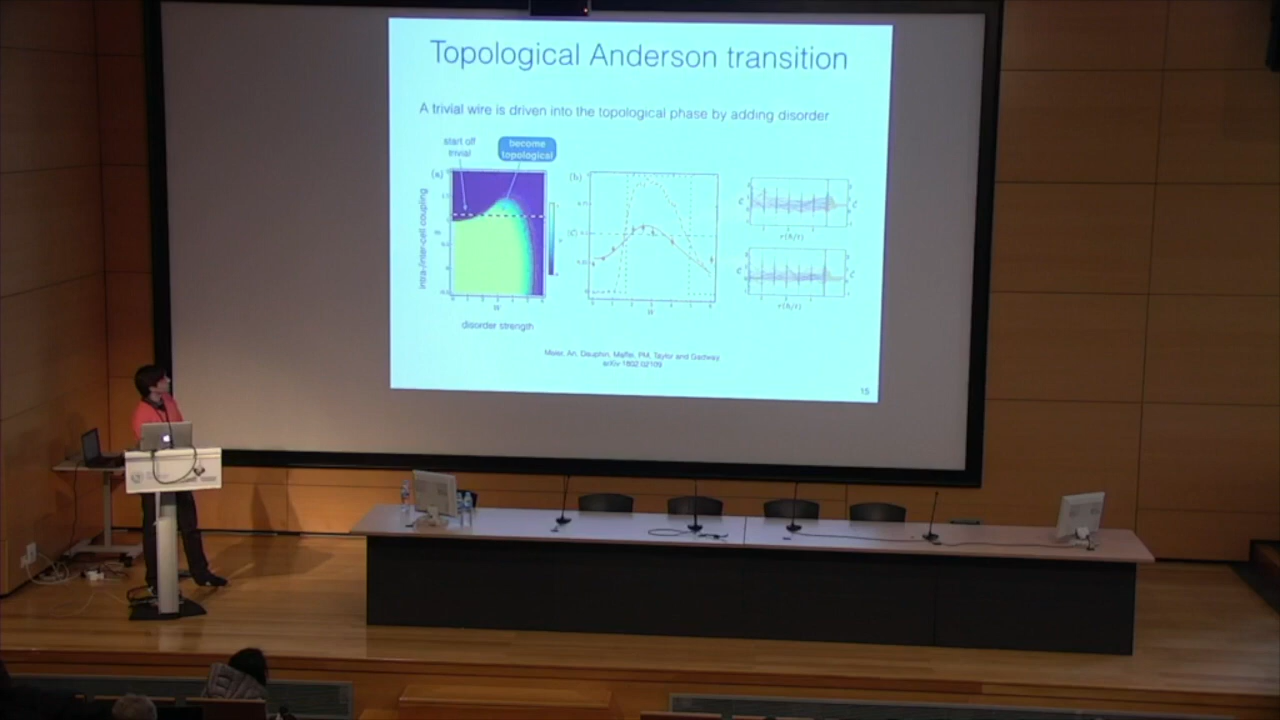 Topological Anderson transition
A trivial wire is driven into the topological phase by adding disorder
start off
trivial
become
topological
(a)
(b)
intra-/inter-cell coupling
W
W
disorder strength
Meier, An, Dauphin, Maffei, PM, Taylor and Gadway
arXiv 1802.02109
15